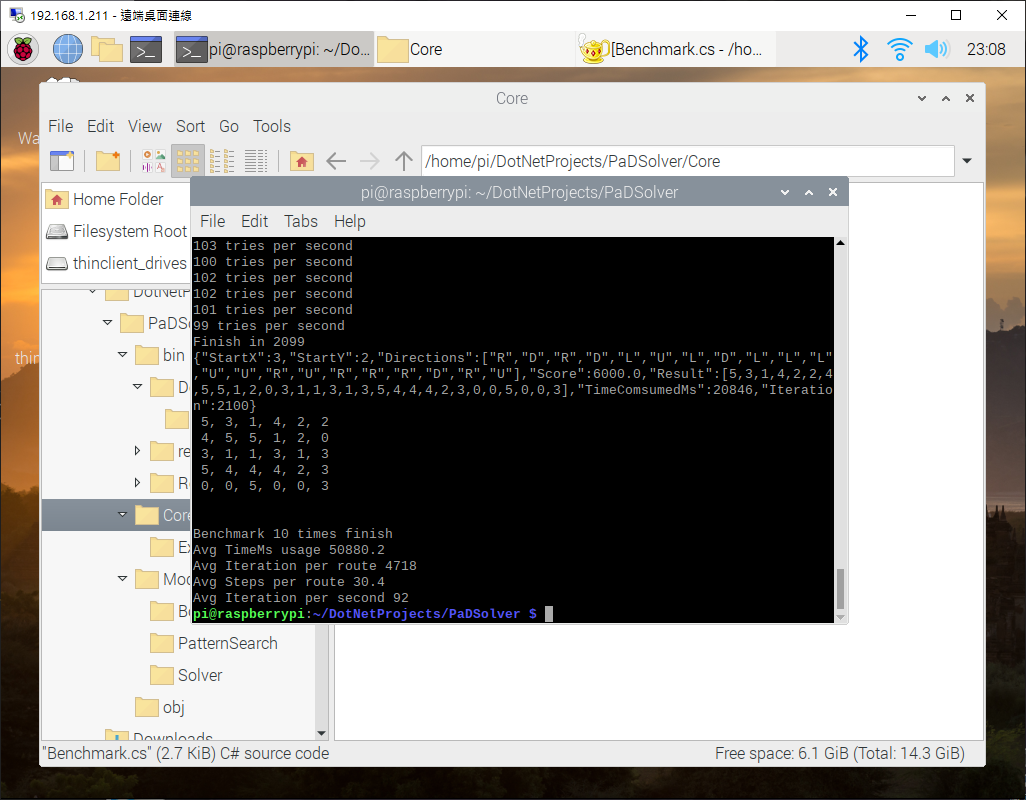 192.168.1.211 - 遠端桌面連線
pi@raspberrypi: ~/Do...
Core
[Benchmark.cs - /ho...
23:08
Wa
Core
File Edit View Sort Go Tools
/home/pi/DotNetProjects/PaDSolver/Core
Home Folder
Filesystem Root
thinclient_drives
DotNetP
PaDSo
bin
D
re
R
Core
Ex
Mod
Bo
PatternSearch
Solver
obj
Downloads
thin
pi@raspberrypi: ~/DotNetProjects/PaDSolver
File Edit Tabs Help
103 tries per second
100 tries per second
102 tries per second
102 tries per second
101 tries per second
99 tries per second
Finish in 2099
{"StartX":3,"StartY":2,"Directions":["R","D","R","D","L","U","L","D","L","L","L"
,"U","U","R","U","R","R","R","D","R","U"],"Score":6000.0,"Result":[5,3,1,4,2,2,4
,5,5,1,2,0,3,1,1,3,1,3,5,4,4,4,2,3,0,0,5,0,0,3],"TimeComsumedMs":20846,"Iteratio
n":2100}
5, 3, 1, 4, 2, 2
4, 5, 5, 1, 2, 0
3, 1, 1, 3, 1, 3
5, 4, 4, 4, 2, 3
0, 0, 5, 0, 0, 3
Benchmark 10 times finish
Avg TimeMs usage 50880.2
Avg Iteration per route 4718
Avg Steps per route 30.4
Avg Iteration per second 92
pi@raspberrypi:~/DotNetProjects/PaDSolver $
"Benchmark.cs" (2.7 KiB) C# source code
Free space: 6.1 GiB (Total: 14.3 GiB)